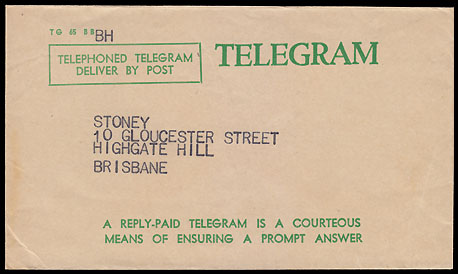 TG 65 BB BH
TELEPHONED TELEGRAM
DELIVER BY POST
TELEGRAM
STONEY
10 GLOUCESTER STREET
HIGHGATE HILL
BRISBANE
A REPLY-PAID TELEGRAM IS A COURTEOUS
MEANS OF ENSURING A PROMPT ANSWER